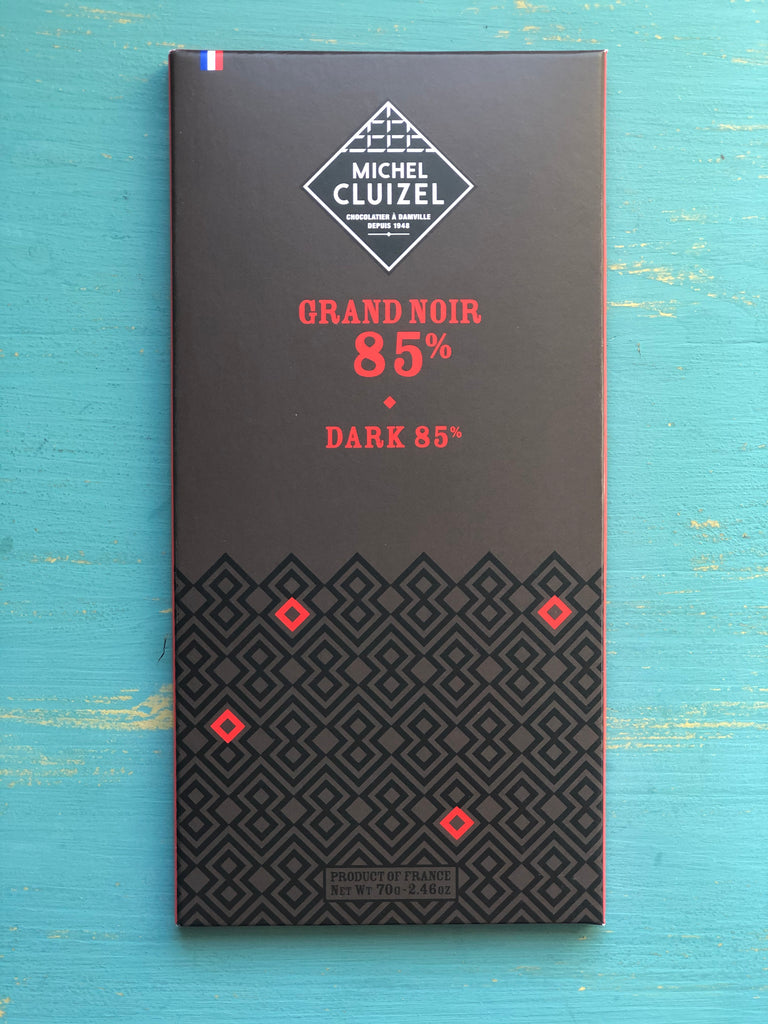 MICHEL
CLUIZEL
CHOCOLATIER À DAMVILLE
DEPUIS 1948
GRAND NOIR
85%
DARK 85%
PRODUCT OF FRANCE
NET WT 70G-2.46OZ